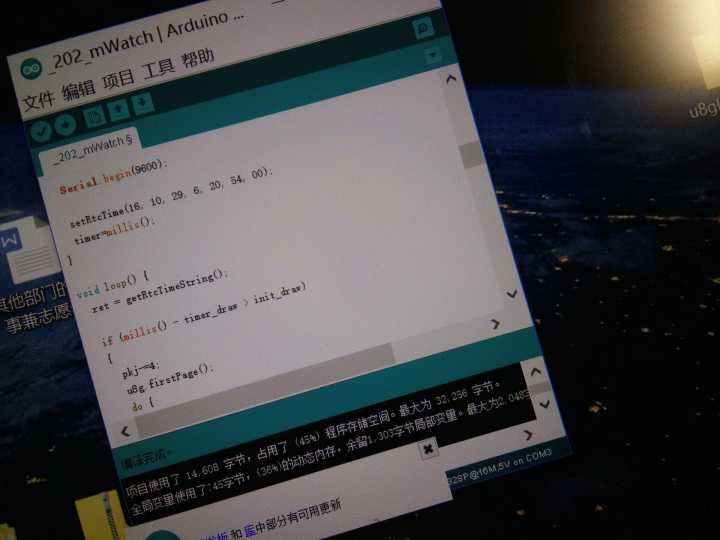 _202_mWatch | Arduino ...
文件 编辑 项目 工具 帮助
_202_mWatch §
Serial.begin(9600);
setRtcTime(16, 10, 29, 6, 20, 54, 00);
timer=millis();
}
void loop() {
ret = getRtcTimeString();
if (millis() - timer_draw > init_draw)
{
pkj-=4;
u8g.firstPage();
do {
编译完成。
项目使用了 14,608 字节，占用了 (45%) 程序存储空间。最大为 32,256 字节。
全局变量使用了745字节，(36%)的动态内存，余留1,303字节局部变量。最大为2,048字
328P@16M,5V on COM3
和 库中部分有可用更新
其他部门的
事兼志愿
u8gl